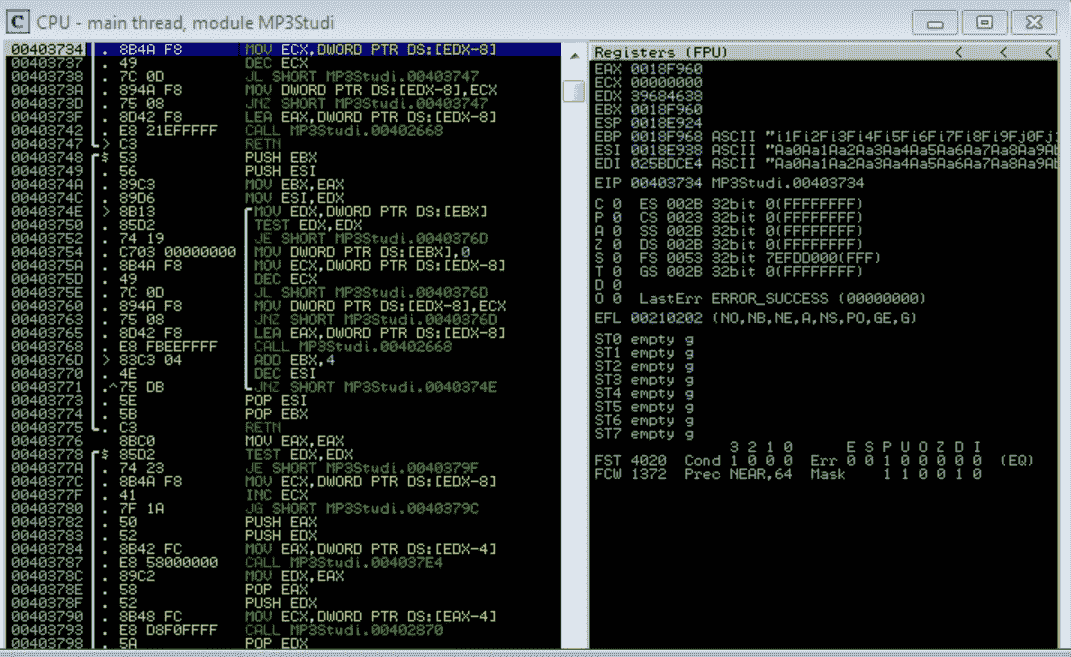 C CPU - main thread, module MP3Studi
00403734 . 8B4A F8 MOV ECX,DWORD PTR DS:[EDX-8]
00403737 . 49 DEC ECX
00403738 . 7C 0D JL SHORT MP3Studi.00403747
0040373A . 894A F8 MOV DWORD PTR DS:[EDX-8],ECX
0040373D . 75 08 JNZ SHORT MP3Studi.00403747
0040373F . 8D42 F8 LEA EAX,DWORD PTR DS:[EDX-8]
00403742 . E8 21EFFFFF CALL MP3Studi.00402668
00403747 > C3 RETN
00403748 $ 53 PUSH EBX
00403749 . 56 PUSH ESI
0040374A . 89C3 MOV EBX,EAX
0040374C . 89D6 MOV ESI,EDX
0040374E > 8B13 MOV EDX,DWORD PTR DS:[EBX]
00403750 . 85D2 TEST EDX,EDX
00403752 . 74 19 JE SHORT MP3Studi.0040376D
00403754 . C703 00000000 MOV DWORD PTR DS:[EBX],0
0040375A . 8B4A F8 MOV ECX,DWORD PTR DS:[EDX-8]
0040375D . 49 DEC ECX
0040375E . 7C 0D JL SHORT MP3Studi.0040376D
00403760 . 894A F8 MOV DWORD PTR DS:[EDX-8],ECX
00403763 . 75 08 JNZ SHORT MP3Studi.0040376D
00403765 . 8D42 F8 LEA EAX,DWORD PTR DS:[EDX-8]
00403768 . E8 FBEEFFFF CALL MP3Studi.00402668
0040376D > 83C3 04 ADD EBX,4
00403770 . 4E DEC ESI
00403771 .^75 DB JNZ SHORT MP3Studi.0040374E
00403773 . 5E POP ESI
00403774 . 5B POP EBX
00403775 . C3 RETN
00403776 8BC0 MOV EAX,EAX
00403778 $ 85D2 TEST EDX,EDX
0040377A . 74 23 JE SHORT MP3Studi.0040379F
0040377C . 8B4A F8 MOV ECX,DWORD PTR DS:[EDX-8]
0040377F . 41 INC ECX
00403780 . 7F 1A JG SHORT MP3Studi.0040379C
00403782 . 50 PUSH EAX
00403783 . 52 PUSH EDX
00403784 . 8B42 FC MOV EAX,DWORD PTR DS:[EDX-4]
00403787 . E8 58000000 CALL MP3Studi.004037E4
0040378C . 89C2 MOV EDX,EAX
0040378E . 58 POP EAX
0040378F . 52 PUSH EDX
00403790 . 8B48 FC MOV ECX,DWORD PTR DS:[EAX-4]
00403793 . E8 D8F0FFFF CALL MP3Studi.00402870
00403798 . 5A POP EDX
Registers (FPU) < < <
EAX 0018F960
ECX 00000000
EDX 39684638
EBX 0018F960
ESP 0018E924
EBP 0018F968 ASCII "i1Fi2Fi3Fi4Fi5Fi6Fi7Fi8Fi9Fj0Fj
ESI 0018E938 ASCII "Aa0Aa1Aa2Aa3Aa4Aa5Aa6Aa7Aa8Aa9Ab
EDI 025BDCE4 ASCII "Aa0Aa1Aa2Aa3Aa4Aa5Aa6Aa7Aa8Aa9Ab
EIP 00403734 MP3Studi.00403734
C 0 ES 002B 32bit 0(FFFFFFFF)
P 0 CS 0023 32bit 0(FFFFFFFF)
A 0 SS 002B 32bit 0(FFFFFFFF)
Z 0 DS 002B 32bit 0(FFFFFFFF)
S 0 FS 0053 32bit 7EFDD000(FFF)
T 0 GS 002B 32bit 0(FFFFFFFF)
D 0
O 0 LastErr ERROR_SUCCESS (00000000)
EFL 00210202 (NO,NB,NE,A,NS,PO,GE,G)
ST0 empty g
ST1 empty g
ST2 empty g
ST3 empty g
ST4 empty g
ST5 empty g
ST6 empty g
ST7 empty g
3 2 1 0 E S P U O Z D I
FST 4020 Cond 1 0 0 0 Err 0 0 1 0 0 0 0 0 (EQ)
FCW 1372 Prec NEAR,64 Mask 1 1 0 0 1 0